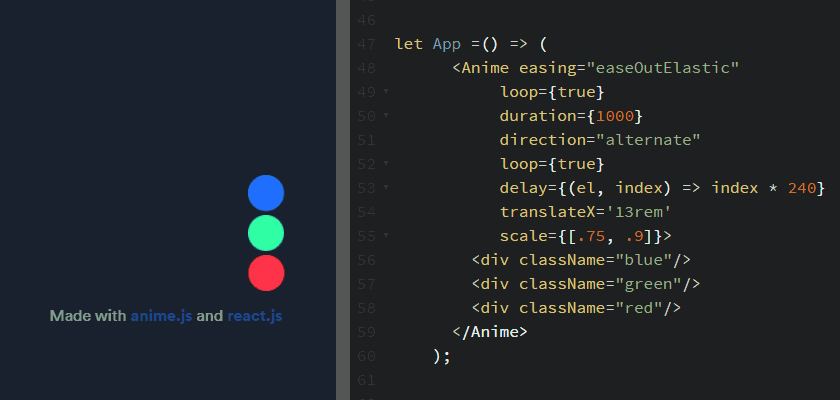 Made with anime.js and react.js
46
47 let App =() => (
48 <Anime easing="easeOutElastic"
49 loop={true}
50 duration={1000}
51 direction="alternate"
52 loop={true}
53 delay={(el, index) => index * 240}
54 translateX='13rem'
55 scale={[.75, .9]}>
56 <div className="blue"/>
57 <div className="green"/>
58 <div className="red"/>
59 </Anime>
60 );
61